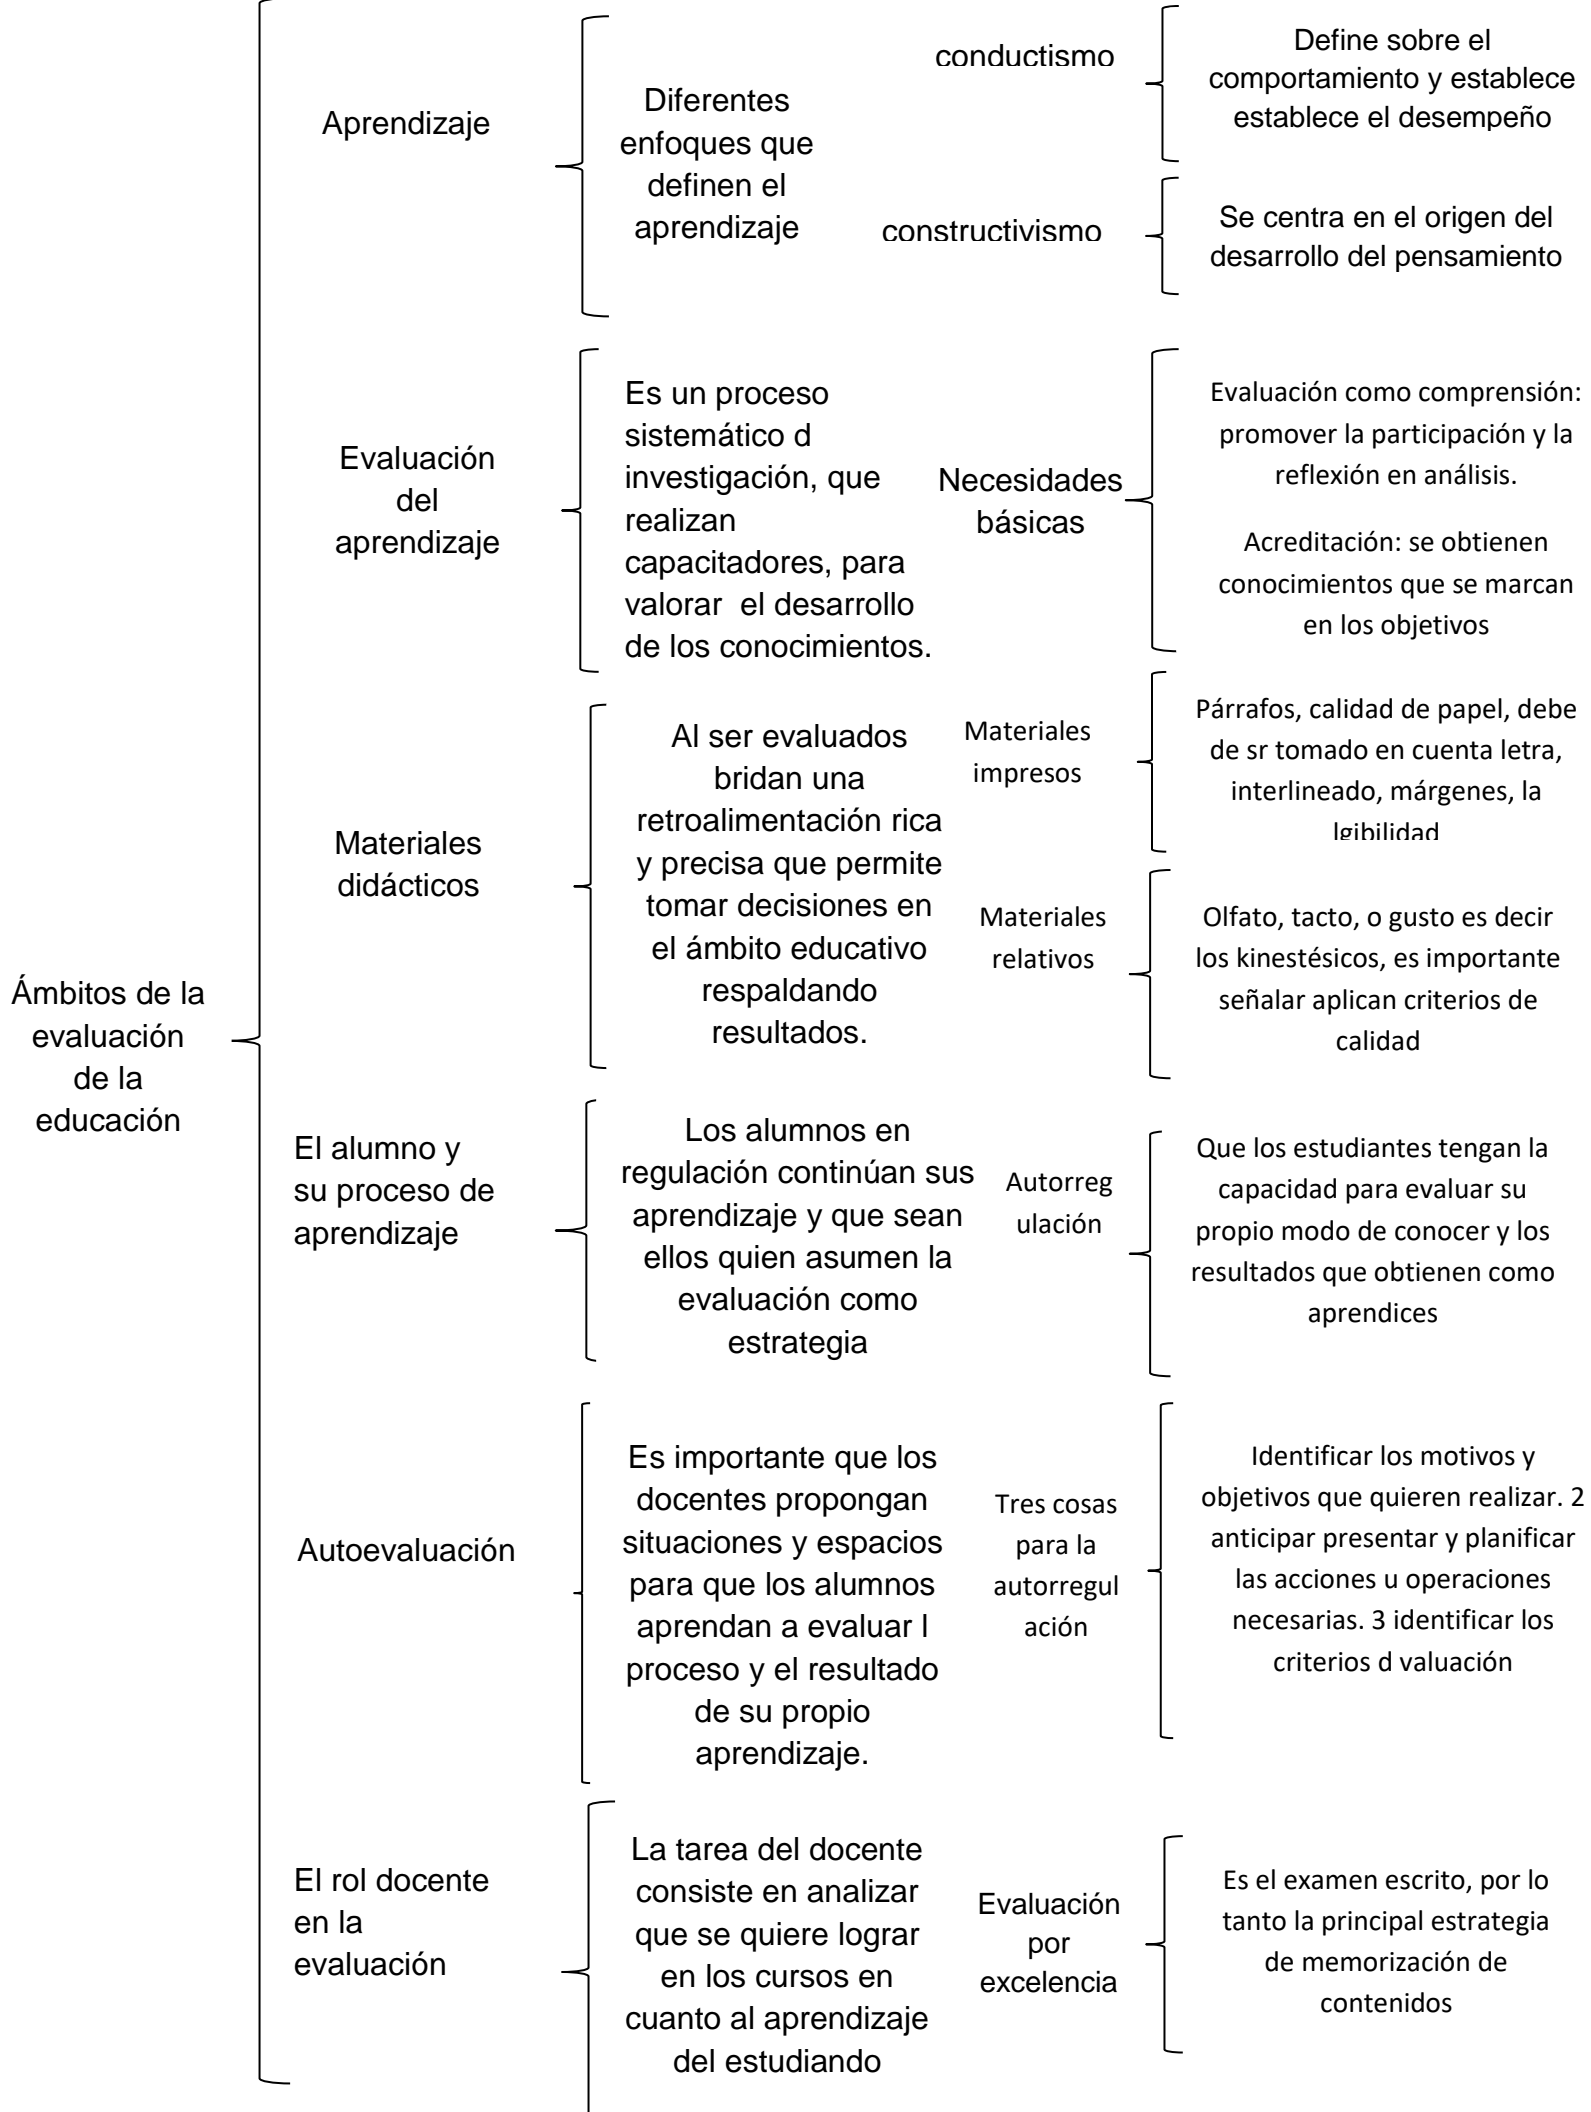 Ámbitos de la
evaluación
de la
educación
Aprendizaje
Diferentes
enfoques que
definen el
aprendizaje
conductismo
Define sobre el
comportamiento y establece
establece el desempeño
constructivismo
Se centra en el origen del
desarrollo del pensamiento
Evaluación
del
aprendizaje
Es un proceso
sistemático d
investigación, que
realizan
capacitadores, para
valorar  el desarrollo
de los conocimientos.
Necesidades
básicas
Evaluación como comprensión:
promover la participación y la
reflexión en análisis.
Acreditación: se obtienen
conocimientos que se marcan
en los objetivos
Materiales
didácticos
Al ser evaluados
bridan una
retroalimentación rica
y precisa que permite
tomar decisiones en
el ámbito educativo
respaldando
resultados.
Materiales
impresos
Párrafos, calidad de papel, debe
de sr tomado en cuenta letra,
interlineado, márgenes, la
lgibilidad
Materiales
relativos
Olfato, tacto, o gusto es decir
los kinestésicos, es importante
señalar aplican criterios de
calidad
El alumno y
su proceso de
aprendizaje
Los alumnos en
regulación continúan sus
aprendizaje y que sean
ellos quien asumen la
evaluación como
estrategia
Autorreg
ulación
Que los estudiantes tengan la
capacidad para evaluar su
propio modo de conocer y los
resultados que obtienen como
aprendices
Autoevaluación
Es importante que los
docentes propongan
situaciones y espacios
para que los alumnos
aprendan a evaluar l
proceso y el resultado
de su propio
aprendizaje.
Tres cosas
para la
autorregul
ación
Identificar los motivos y
objetivos que quieren realizar. 2
anticipar presentar y planificar
las acciones u operaciones
necesarias. 3 identificar los
criterios d valuación
El rol docente
en la
evaluación
La tarea del docente
consiste en analizar
que se quiere lograr
en los cursos en
cuanto al aprendizaje
del estudiando
Evaluación
por
excelencia
Es el examen escrito, por lo
tanto la principal estrategia
de memorización de
contenidos